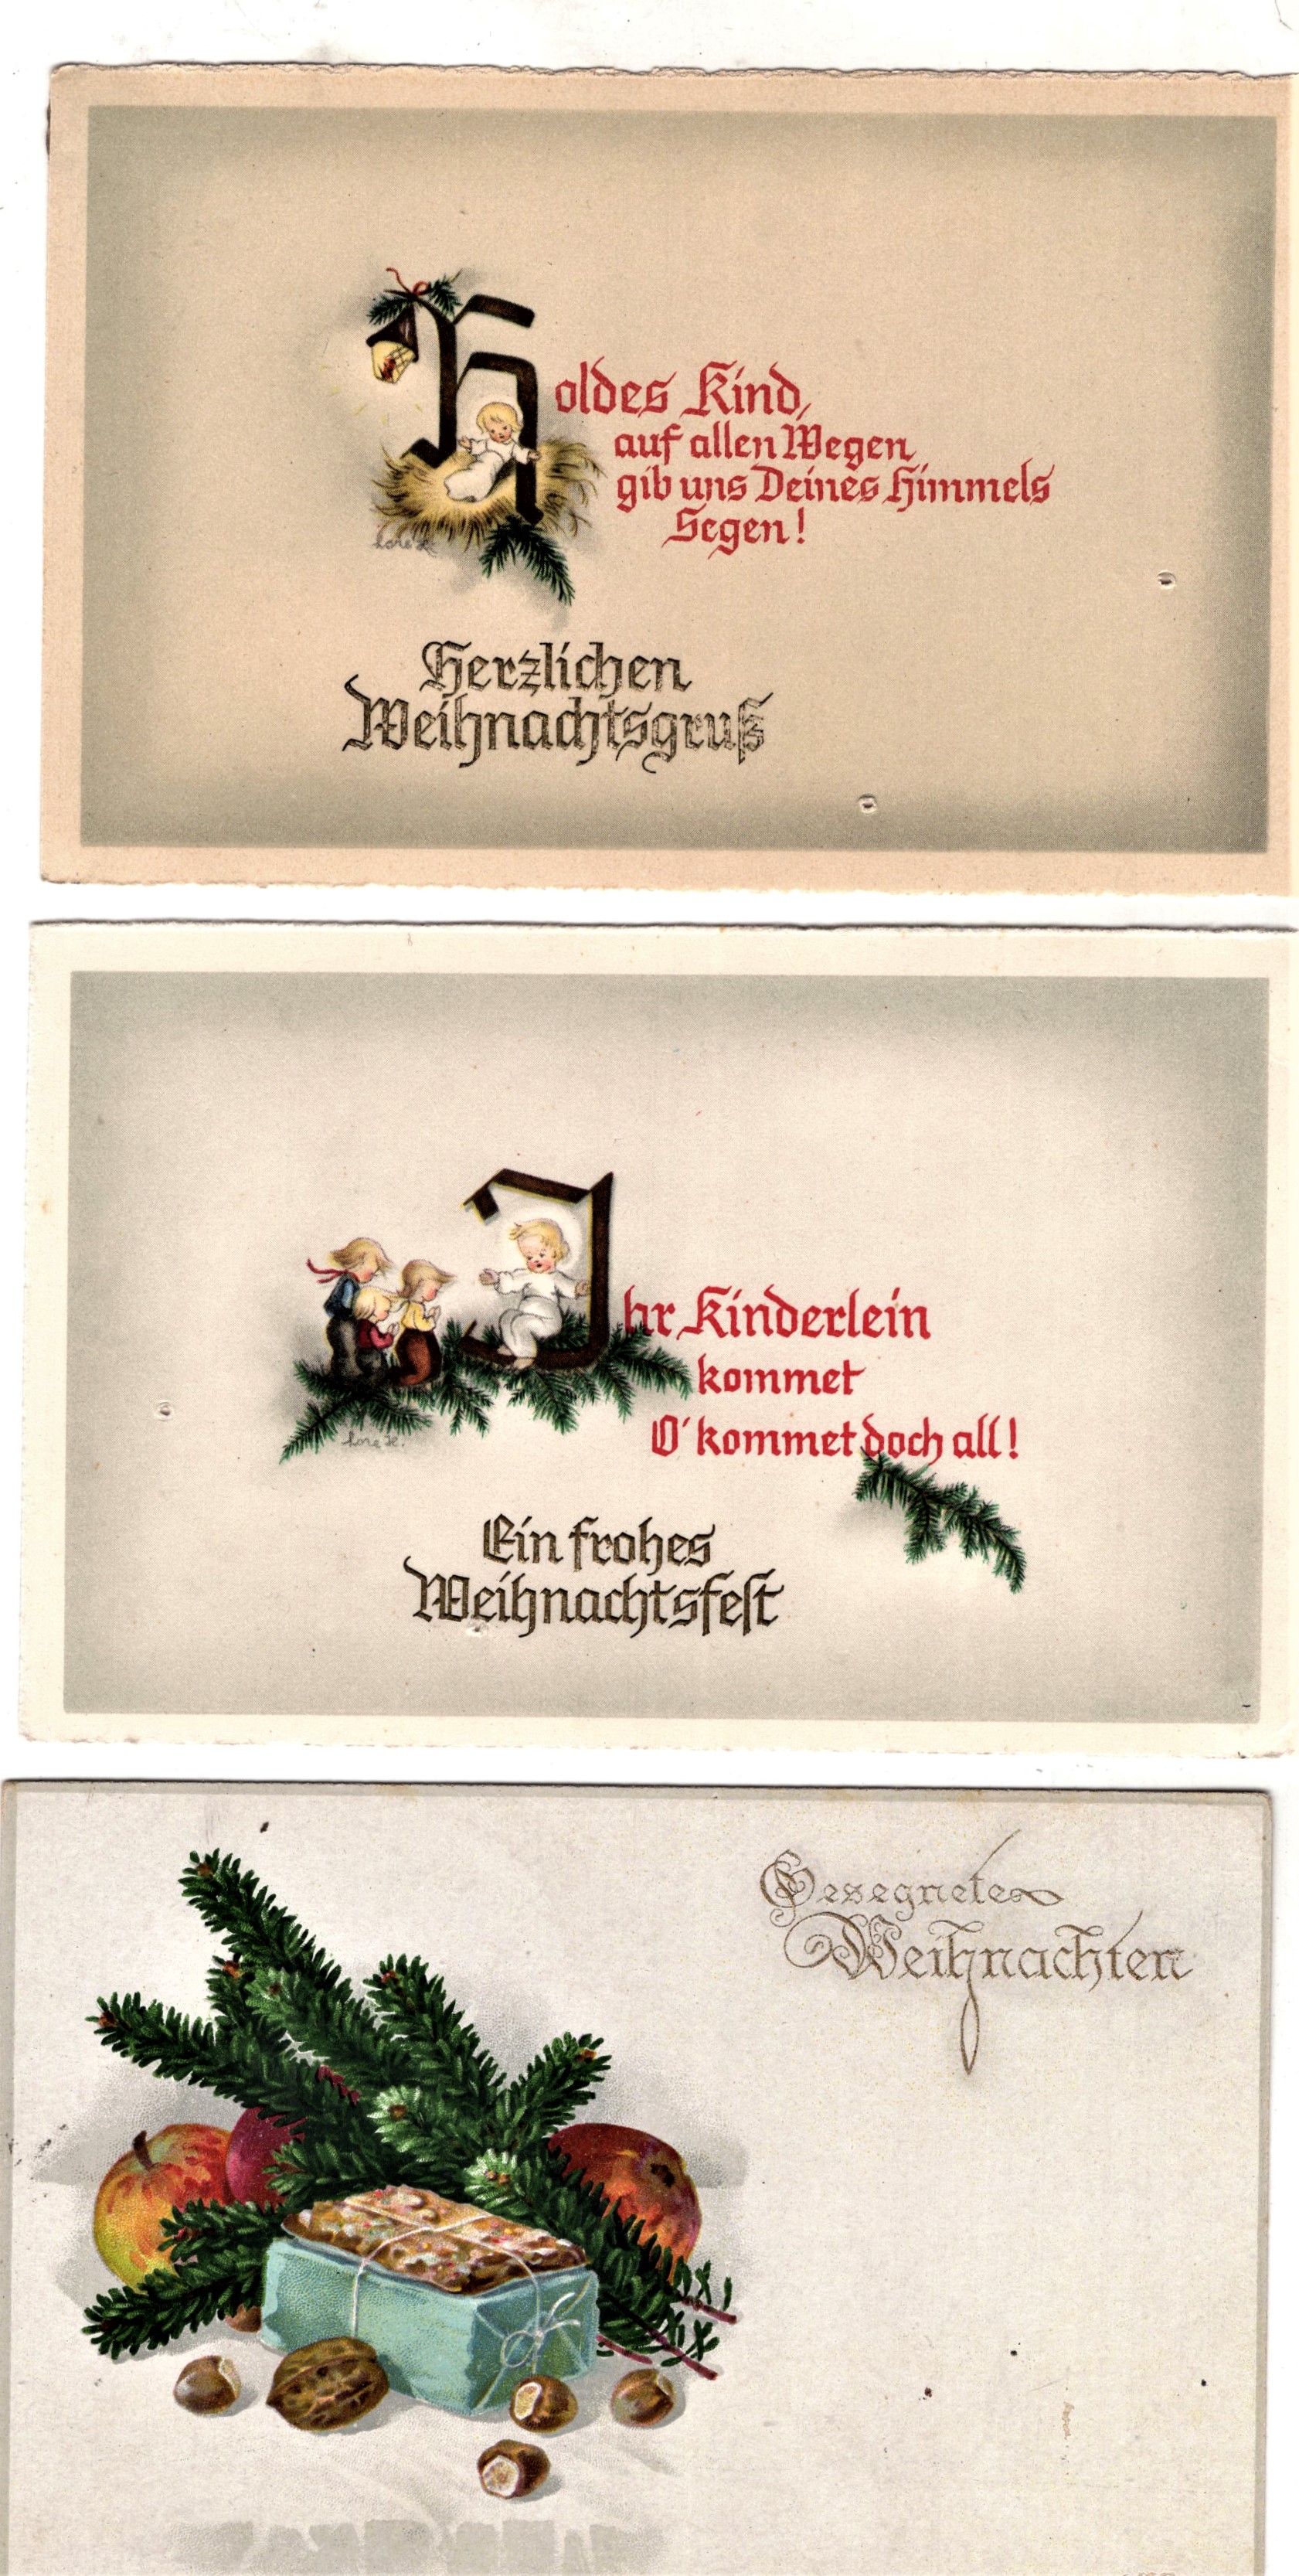 Holdes Kind,
auf allen Wegen
gib uns Deines Himmels
Segen!
Lore H.
Herzlichen
Weihnachtsgruß
Ihr Kinderlein
kommet
O' kommet doch all!
Lore H.
Ein frohes
Weihnachtsfeſt
Gesegnete
Weihnachten